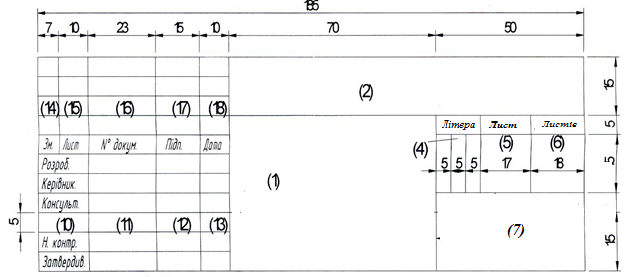 185
7 10 23 15 10 70 50
(2) 15
(14) (15) (16) (17) (18)
Літера Лист Листів 5
Зм. Лист № докум. Підп. Дата (4) (5) (6)
Розроб. 5 5 5 17 18 5
Керівник. (1)
Консульт.
5 (10) (11) (12) (13) (7) 15
Н. контр.
Затвердив.